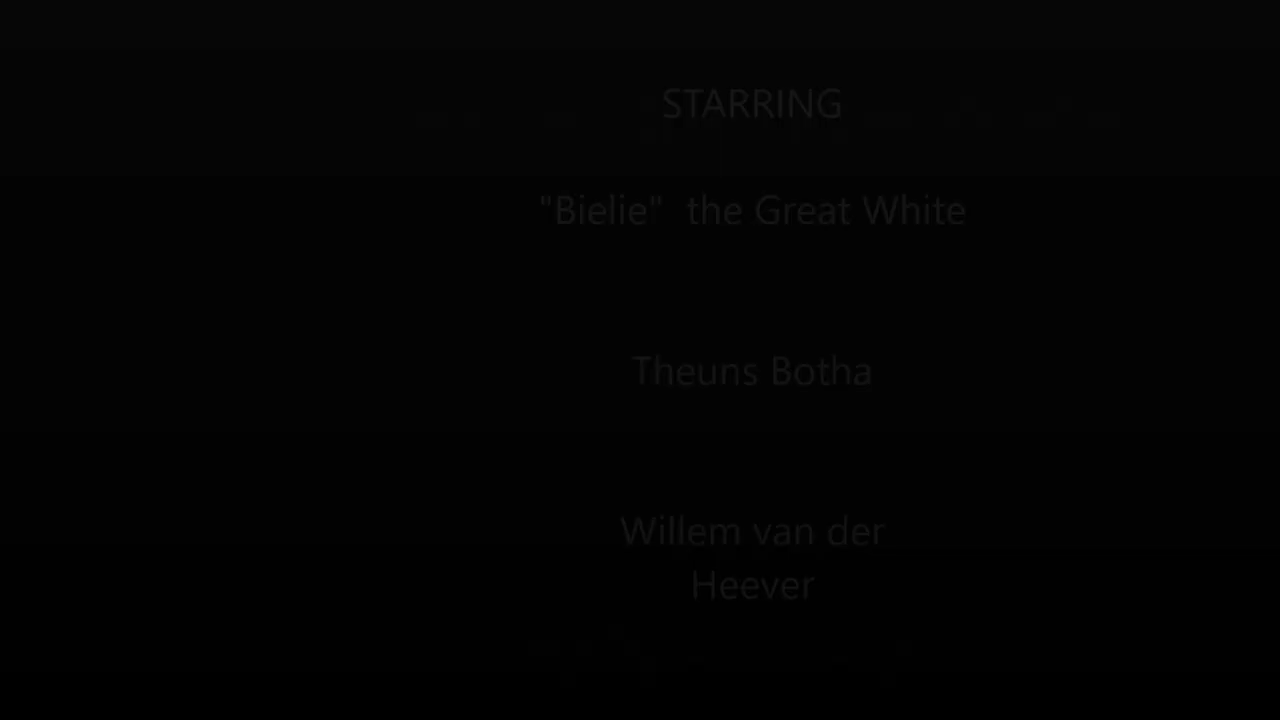 STARRING
"Bielie"  the Great White
Theuns Botha
Willem van der
Heever